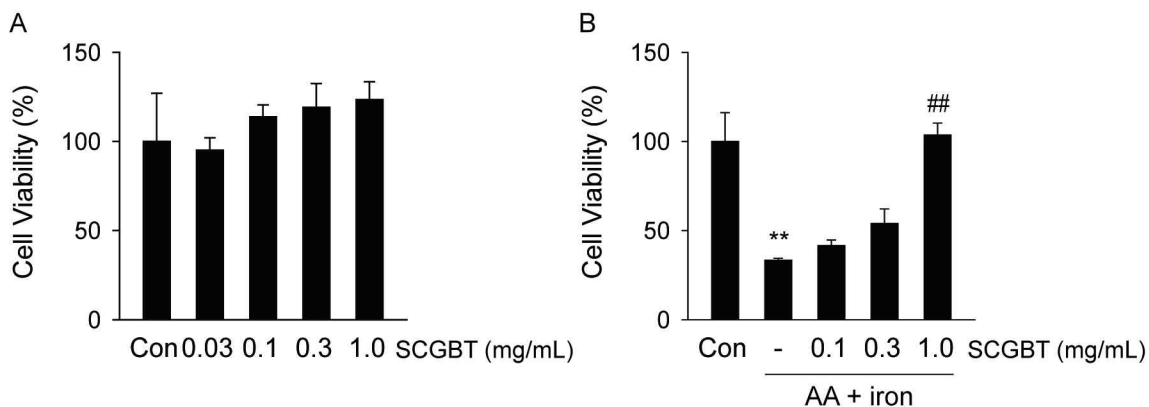 A
Cell Viability (%)
150
100
50
0
Con 0.03 0.1 0.3 1.0 SCGBT (mg/mL)
B
Cell Viability (%)
150
100
50
0
**
##
Con - 0.1 0.3 1.0 SCGBT (mg/mL)
AA + iron